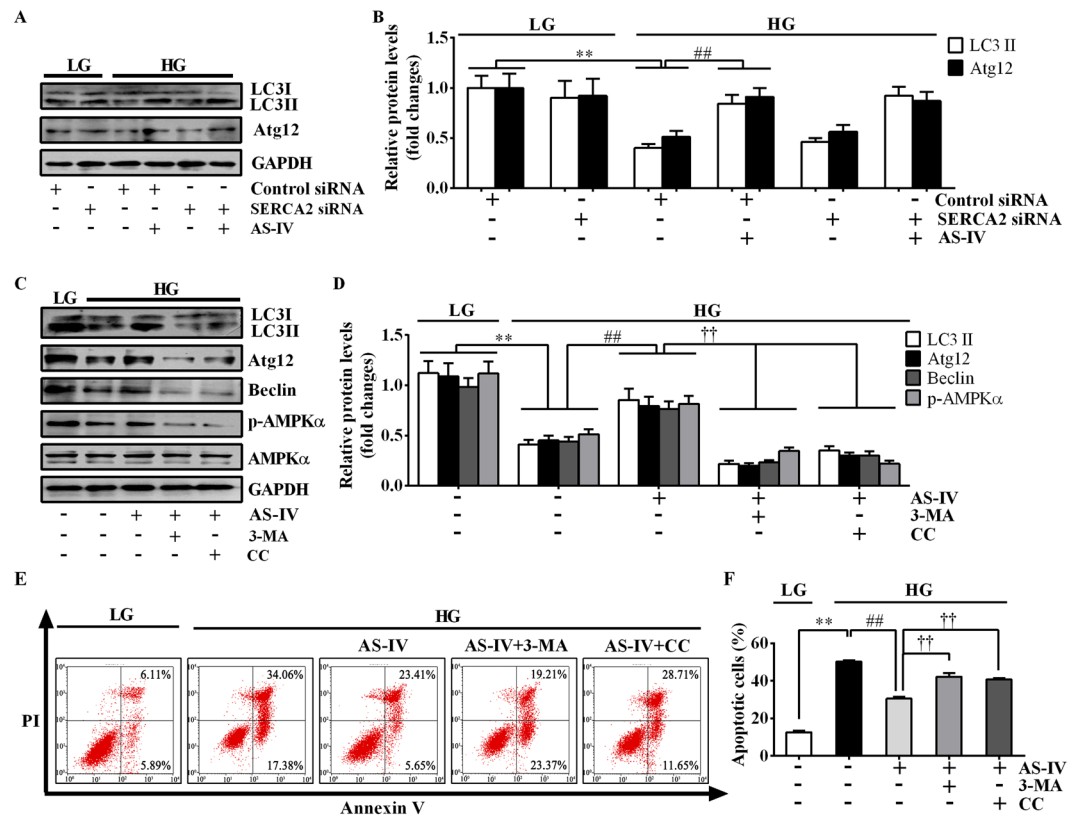 A
LG HG
LC3I
LC3II
Atg12
GAPDH
+ - + + - - Control siRNA
- + - - + + SERCA2 siRNA
- - - + - + AS-IV
B
LG HG
Relative protein levels
(fold changes)
1.5
1.0
0.5
0.0
** ##
LC3 II
Atg12
+ - + + - - Control siRNA
- + - - + + SERCA2 siRNA
- - - + - + AS-IV
C
LG HG
LC3I
LC3II
Atg12
Beclin
p-AMPKα
AMPKα
GAPDH
- - + + + AS-IV
- - - + - 3-MA
- - - - + CC
D
LG HG
Relative protein levels
(fold changes)
1.5
1.0
0.5
0.0
** ## ††
LC3 II
Atg12
Beclin
p-AMPKα
- - + + + AS-IV
- - - + - 3-MA
- - - - + CC
E
LG HG
AS-IV AS-IV+3-MA AS-IV+CC
PI
6.11% 34.06% 23.41% 19.21% 28.71%
5.89% 17.38% 5.65% 23.37% 11.65%
Annexin V
F
LG HG
Apoptotic cells (%)
60
40
20
0
** ## †† ††
- - + + + AS-IV
- - - + - 3-MA
- - - - + CC